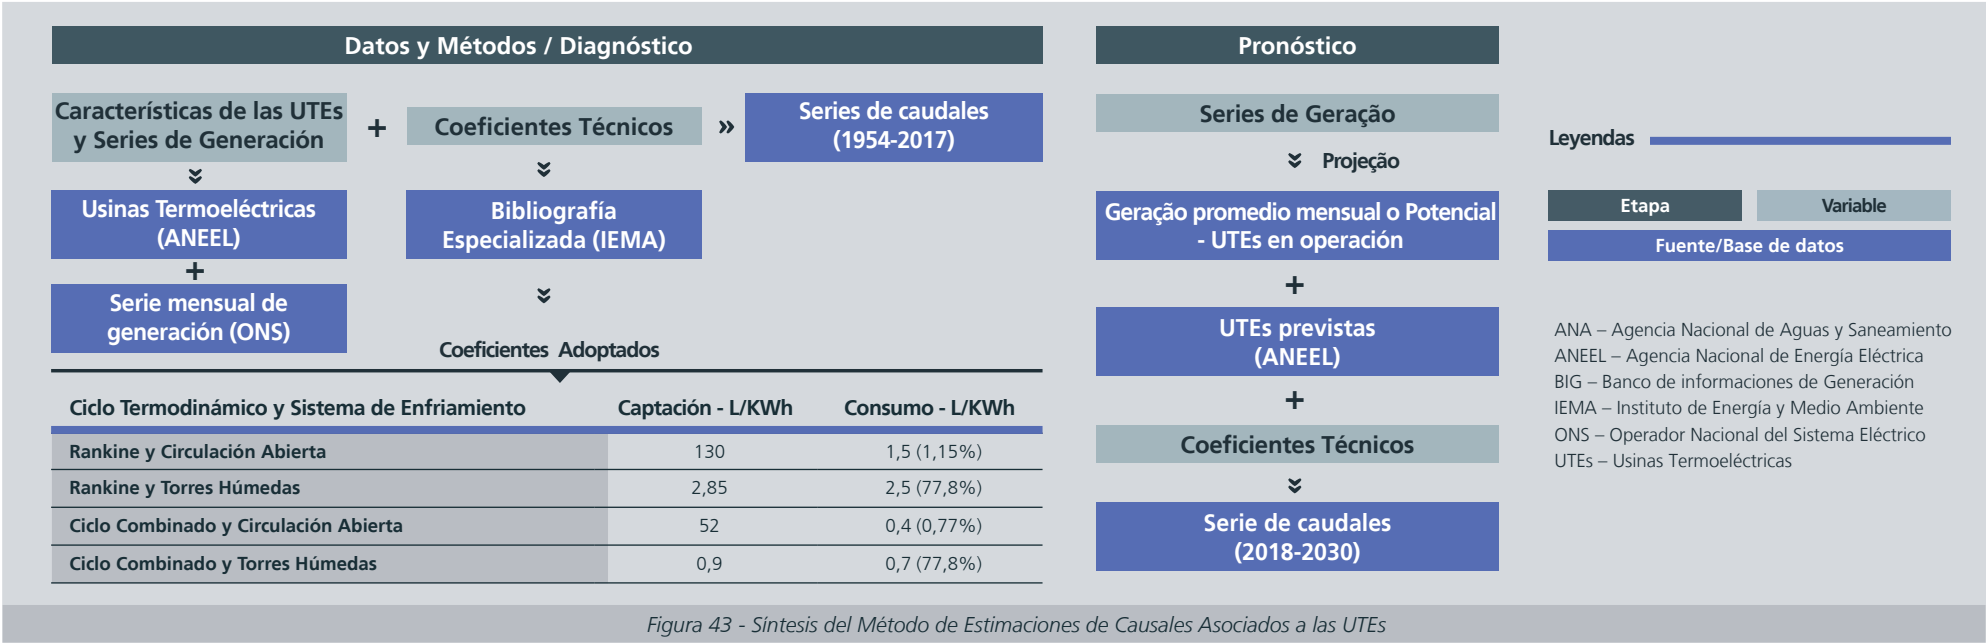 Datos y Métodos / Diagnóstico
Características de las UTEs
y Series de Generación
+
Coeficientes Técnicos
»
Series de caudales
(1954-2017)
Usinas Termoeléctricas
(ANEEL)
+
Serie mensual de
generación (ONS)
Bibliografía
Especializada (IEMA)
Coeficientes Adoptados
Ciclo Termodinámico y Sistema de Enfriamiento Captación - L/KWh Consumo - L/KWh
Rankine y Circulación Abierta 130 1,5 (1,15%)
Rankine y Torres Húmedas 2,85 2,5 (77,8%)
Ciclo Combinado y Circulación Abierta 52 0,4 (0,77%)
Ciclo Combinado y Torres Húmedas 0,9 0,7 (77,8%)
Pronóstico
Series de Geração
Projeção
Geração promedio mensual o Potencial
- UTEs en operación
+
UTEs previstas
(ANEEL)
+
Coeficientes Técnicos
Serie de caudales
(2018-2030)
Leyendas
Etapa Variable
Fuente/Base de datos
ANA – Agencia Nacional de Aguas y Saneamiento
ANEEL – Agencia Nacional de Energía Eléctrica
BIG – Banco de informaciones de Generación
IEMA – Instituto de Energía y Medio Ambiente
ONS – Operador Nacional del Sistema Eléctrico
UTEs – Usinas Termoeléctricas
Figura 43 - Síntesis del Método de Estimaciones de Causales Asociados a las UTEs